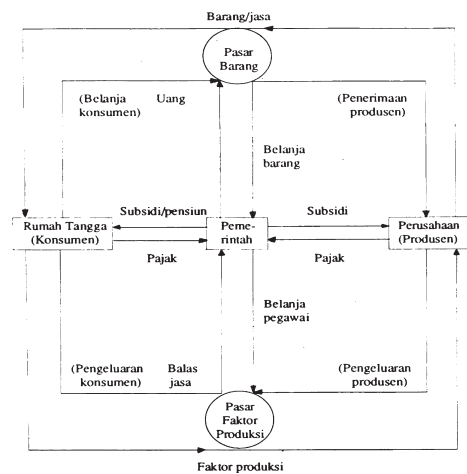 Barang/jasa
Pasar
Barang
(Belanja Uang
konsumen)
(Penerimaan
produsen)
Belanja
barang
Subsidi/pensiun
Subsidi
Rumah Tangga
(Konsumen)
Peme-
rintah
Perusahaan
(Produsen)
Pajak
Pajak
Belanja
pegawai
(Pengeluaran Balas
konsumen) jasa
(Pengeluaran
produsen)
Pasar
Faktor
Produksi
Faktor produksi